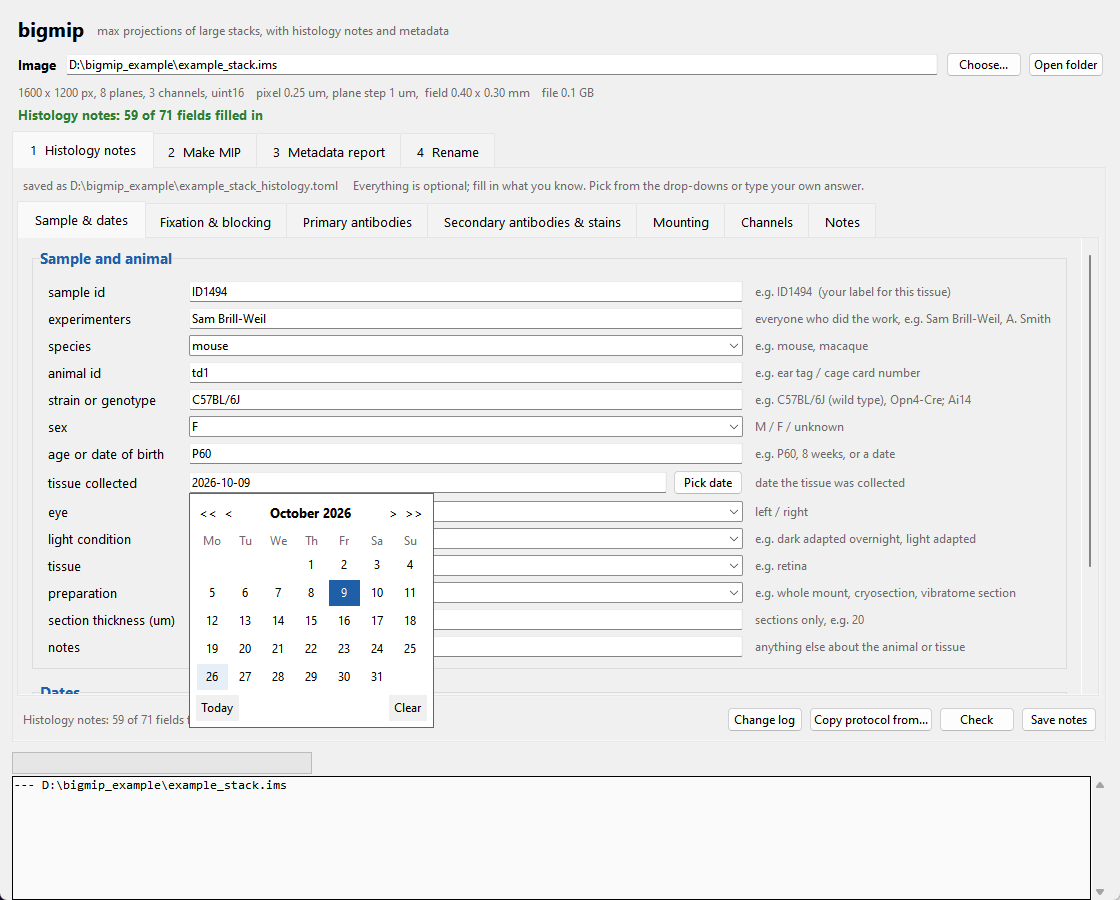 bigmip max projections of large stacks, with histology notes and metadata
Image D:\bigmip_example\example_stack.ims Choose... Open folder
1600 x 1200 px, 8 planes, 3 channels, uint16 pixel 0.25 um, plane step 1 um, field 0.40 x 0.30 mm file 0.1 GB
Histology notes: 59 of 71 fields filled in
1 Histology notes 2 Make MIP 3 Metadata report 4 Rename
saved as D:\bigmip_example\example_stack_histology.toml Everything is optional; fill in what you know. Pick from the drop-downs or type your own answer.
Sample & dates Fixation & blocking Primary antibodies Secondary antibodies & stains Mounting Channels Notes
Sample and animal
sample id ID1494 e.g. ID1494 (your label for this tissue)
experimenters Sam Brill-Weil everyone who did the work, e.g. Sam Brill-Weil, A. Smith
species mouse e.g. mouse, macaque
animal id td1 e.g. ear tag / cage card number
strain or genotype C57BL/6J e.g. C57BL/6J (wild type), Opn4-Cre; Ai14
sex F M / F / unknown
age or date of birth P60 e.g. P60, 8 weeks, or a date
tissue collected 2026-10-09 Pick date date the tissue was collected
eye left / right
light condition e.g. dark adapted overnight, light adapted
tissue e.g. retina
preparation e.g. whole mount, cryosection, vibratome section
section thickness (um) sections only, e.g. 20
notes anything else about the animal or tissue
<< < October 2026 > >>
Mo Tu We Th Fr Sa Su
1 2 3 4
5 6 7 8 9 10 11
12 13 14 15 16 17 18
19 20 21 22 23 24 25
26 27 28 29 30 31
Today Clear
Dates
Histology notes: 59 of 71 fields Change log Copy protocol from... Check Save notes
--- D:\bigmip_example\example_stack.ims